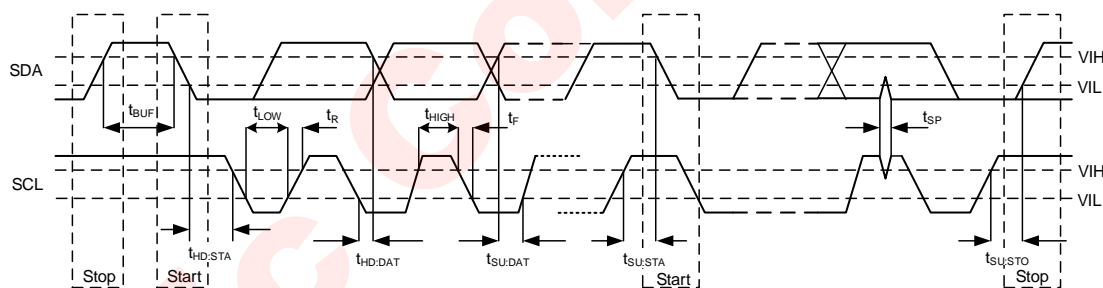 SDA
VIH
VIL
tBUF
tLOW
tR
tHIGH
tF
tSP
SCL
VIH
VIL
tHD:STA
tHD:DAT
tSU:DAT
tSU:STA
tSU:STO
Stop
Start
Start
Stop